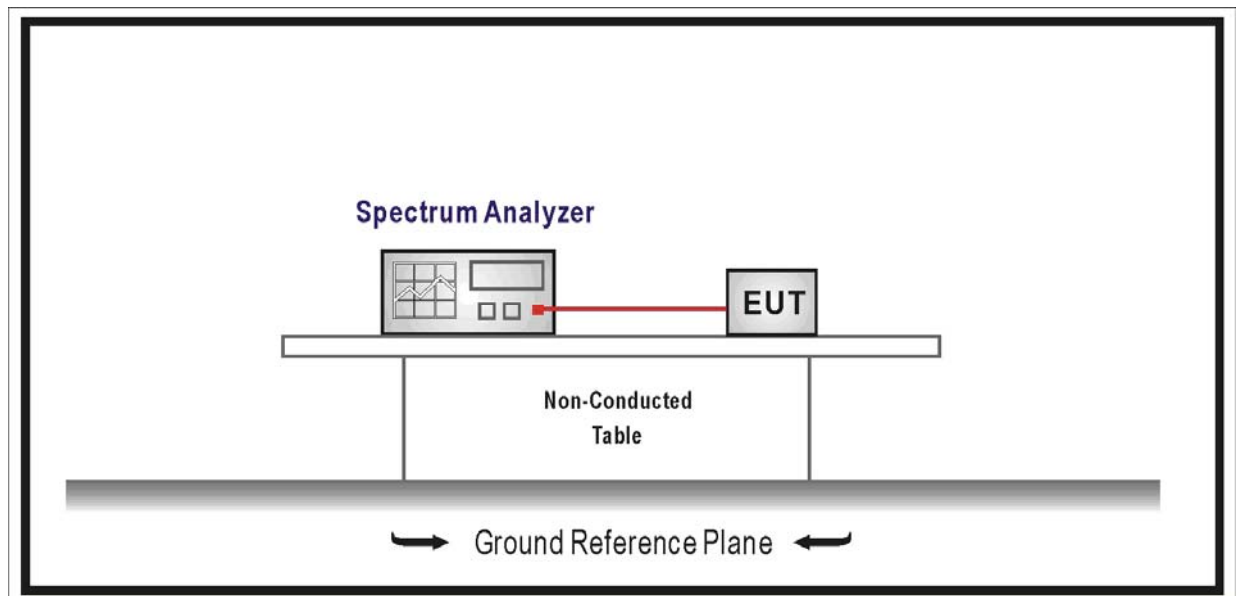 Spectrum Analyzer
EUT
Non-Conducted
Table
Ground Reference Plane